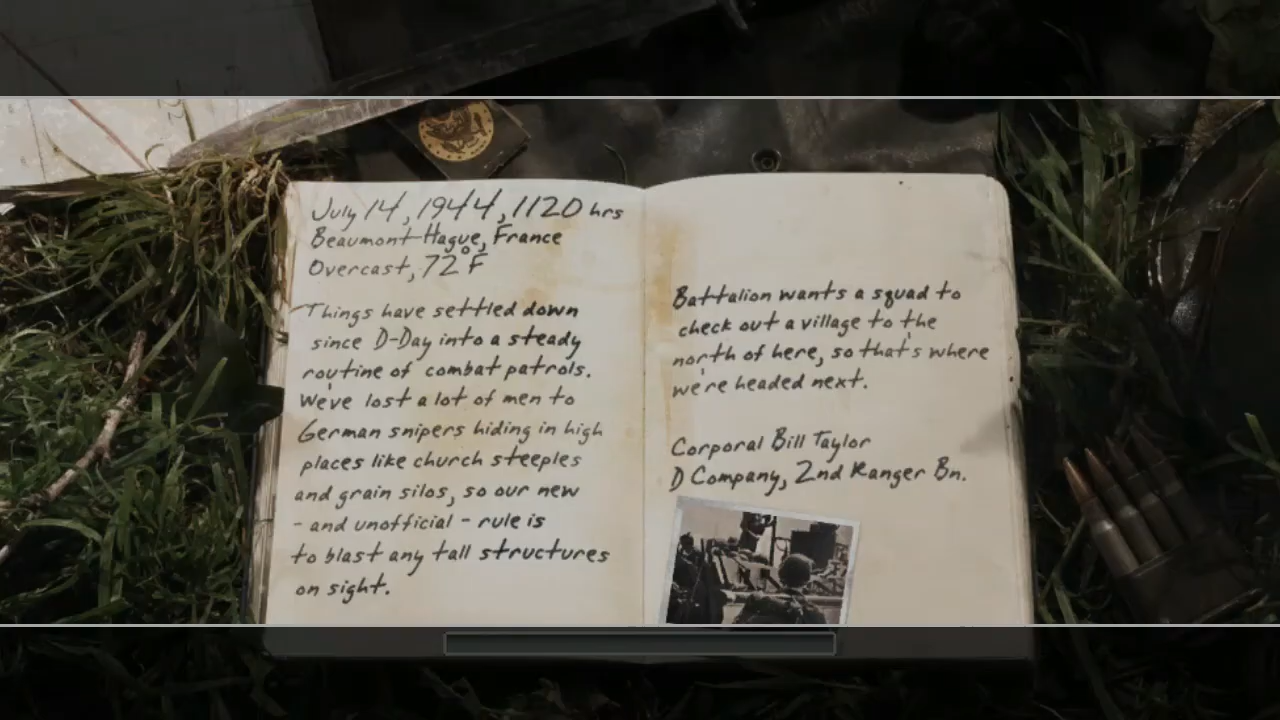 July 14, 1944, 1120 hrs
Beaumont-Hague, France
Overcast, 72°F
Things have settled down
since D-Day into a steady
routine of combat patrols.
We've lost a lot of men to
German snipers hiding in high
places like church steeples
and grain silos, so our new
- and unofficial - rule is
to blast any tall structures
on sight.
Battalion wants a squad to
check out a village to the
north of here, so that's where
we're headed next.
Corporal Bill Taylor
D Company, 2nd Ranger Bn.